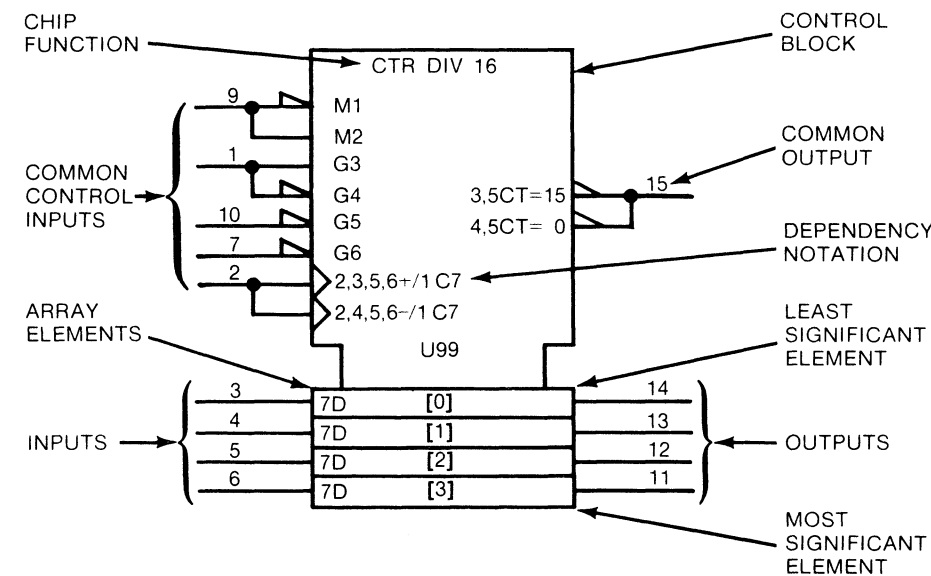 CHIP
FUNCTION
CONTROL
BLOCK
CTR DIV 16
9
M1
M2
COMMON
OUTPUT
1
G3
COMMON
CONTROL
INPUTS
G4
3,5CT=15
15
10
G5
4,5CT= 0
7
G6
DEPENDENCY
NOTATION
2
2,3,5,6+/1 C7
2,4,5,6−/1 C7
ARRAY
ELEMENTS
LEAST
SIGNIFICANT
ELEMENT
U99
3
7D
[0]
14
4
7D
[1]
13
INPUTS
OUTPUTS
5
7D
[2]
12
6
7D
[3]
11
MOST
SIGNIFICANT
ELEMENT